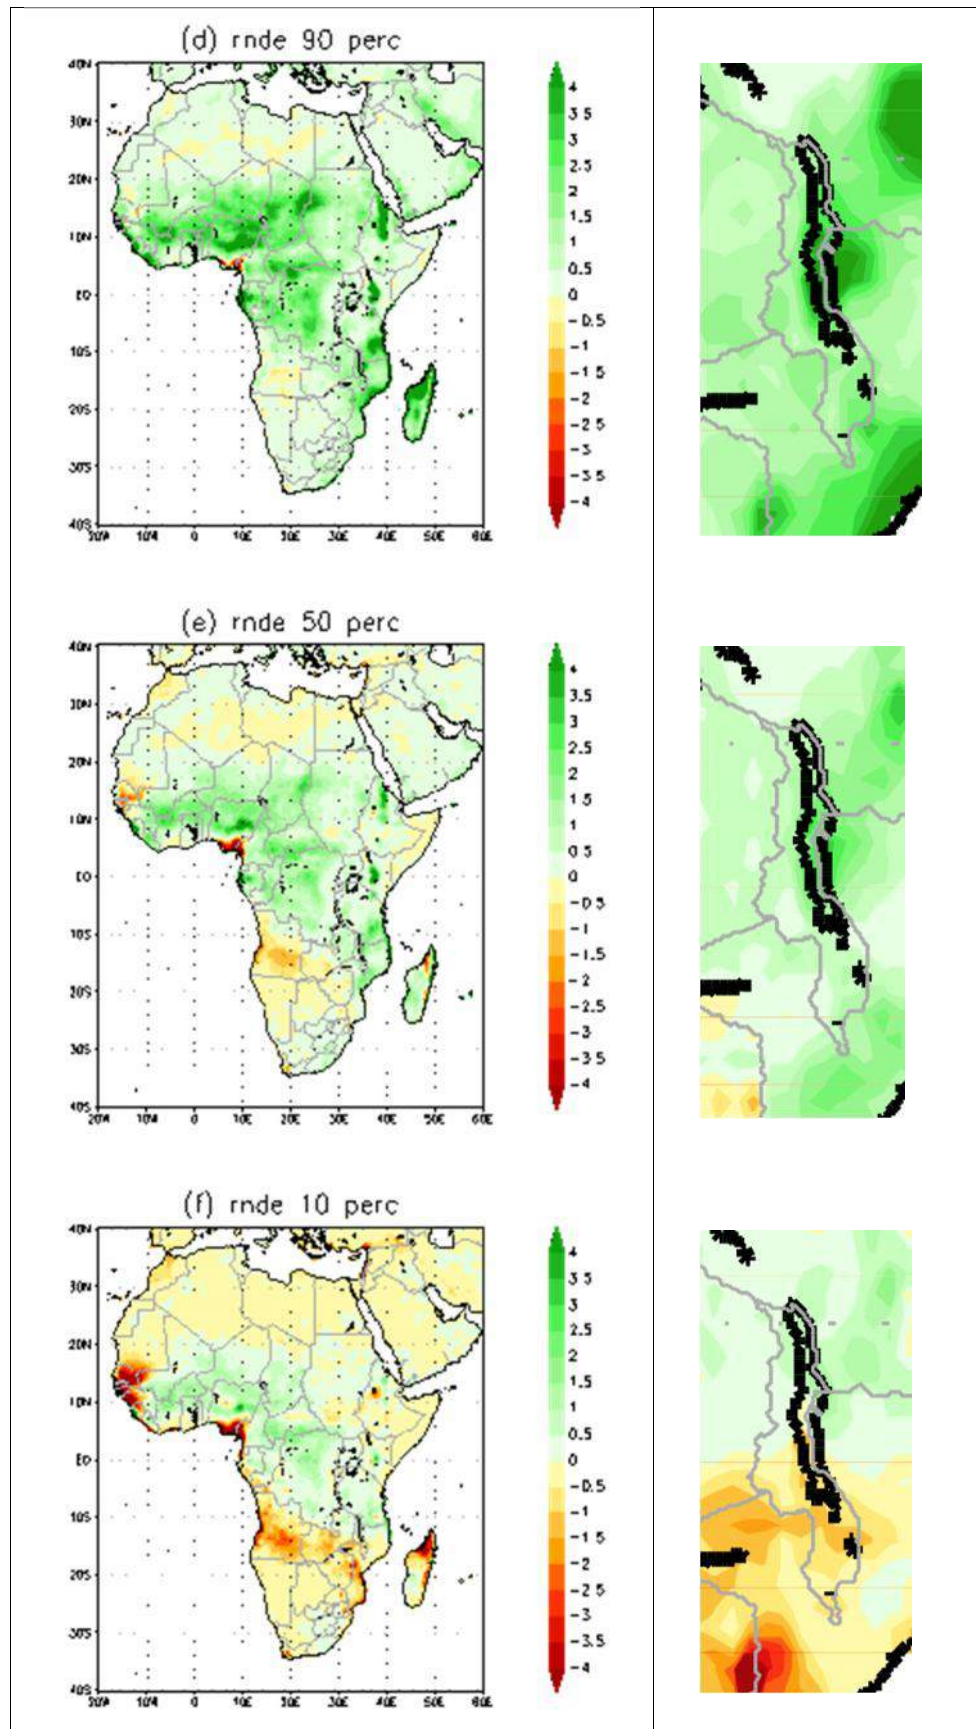 (d) rnde 90 perc
40N
30N
20N
10N
EQ
10S
20S
30S
40S
20W 10W 0 10E 20E 30E 40E 50E 60E
4
3.5
3
2.5
2
1.5
1
0.5
0
-0.5
-1
-1.5
-2
-2.5
-3
-3.5
-4
(e) rnde 50 perc
40N
30N
20N
10N
EQ
10S
20S
30S
40S
20W 10W 0 10E 20E 30E 40E 50E 60E
4
3.5
3
2.5
2
1.5
1
0.5
0
-0.5
-1
-1.5
-2
-2.5
-3
-3.5
-4
(f) rnde 10 perc
40N
30N
20N
10N
EQ
10S
20S
30S
40S
20W 10W 0 10E 20E 30E 40E 50E 60E
4
3.5
3
2.5
2
1.5
1
0.5
0
-0.5
-1
-1.5
-2
-2.5
-3
-3.5
-4